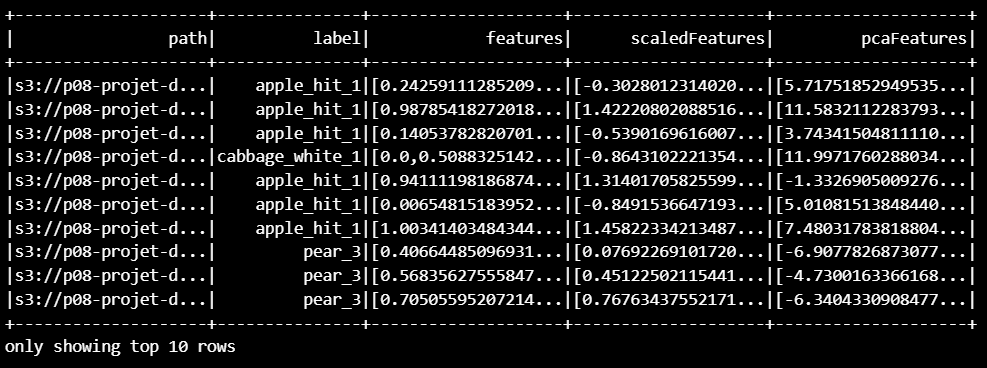 +--------------------+---------------+--------------------+--------------------+--------------------+
|                path|          label|            features|      scaledFeatures|         pcaFeatures|
+--------------------+---------------+--------------------+--------------------+--------------------+
|s3://p08-projet-d...|    apple_hit_1|[0.24259111285209...|[-0.3028012314020...|[5.71751852949535...|
|s3://p08-projet-d...|    apple_hit_1|[0.98785418272018...|[1.42220802088516...|[11.5832112283793...|
|s3://p08-projet-d...|    apple_hit_1|[0.14053782820701...|[-0.5390169616007...|[3.74341504811110...|
|s3://p08-projet-d...|cabbage_white_1|[0.0,0.5088325142...|[-0.8643102221354...|[11.9971760288034...|
|s3://p08-projet-d...|    apple_hit_1|[0.94111198186874...|[1.31401705825599...|[-1.3326905009276...|
|s3://p08-projet-d...|    apple_hit_1|[0.00654815183952...|[-0.8491536647193...|[5.01081513848440...|
|s3://p08-projet-d...|    apple_hit_1|[1.00341403484344...|[1.45822334213487...|[7.48031783818804...|
|s3://p08-projet-d...|         pear_3|[0.40664485096931...|[0.07692269101720...|[-6.9077826873077...|
|s3://p08-projet-d...|         pear_3|[0.56835627555847...|[0.45122502115441...|[-4.7300163366168...|
|s3://p08-projet-d...|         pear_3|[0.70505595207214...|[0.76763437552171...|[-6.3404330908477...|
+--------------------+---------------+--------------------+--------------------+--------------------+
only showing top 10 rows